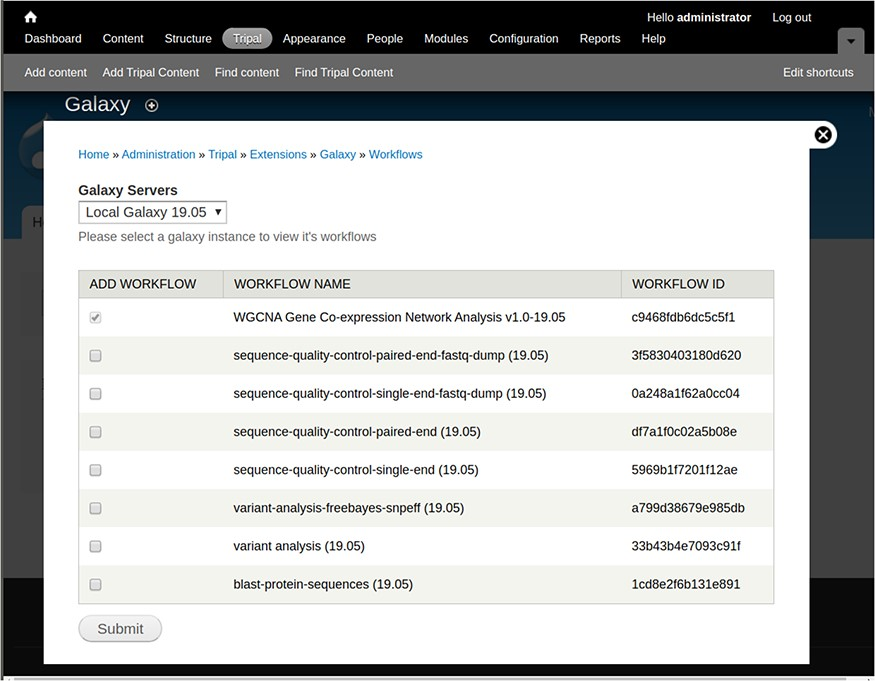 Hello administrator Log out
Dashboard Content Structure Tripal Appearance People Modules Configuration Reports Help
Add content Add Tripal Content Find content Find Tripal Content Edit shortcuts
Galaxy
Home » Administration » Tripal » Extensions » Galaxy » Workflows
Galaxy Servers
Local Galaxy 19.05
Please select a galaxy instance to view it's workflows
ADD WORKFLOW WORKFLOW NAME WORKFLOW ID
WGCNA Gene Co-expression Network Analysis v1.0-19.05 c9468fdb6dc5c5f1
sequence-quality-control-paired-end-fastq-dump (19.05) 3f5830403180d620
sequence-quality-control-single-end-fastq-dump (19.05) 0a248a1f62a0cc04
sequence-quality-control-paired-end (19.05) df7a1f0c02a5b08e
sequence-quality-control-single-end (19.05) 5969b1f7201f12ae
variant-analysis-freebayes-snpeff (19.05) a799d38679e985db
variant analysis (19.05) 33b43b4e7093c91f
blast-protein-sequences (19.05) 1cd8e2f6b131e891
Submit